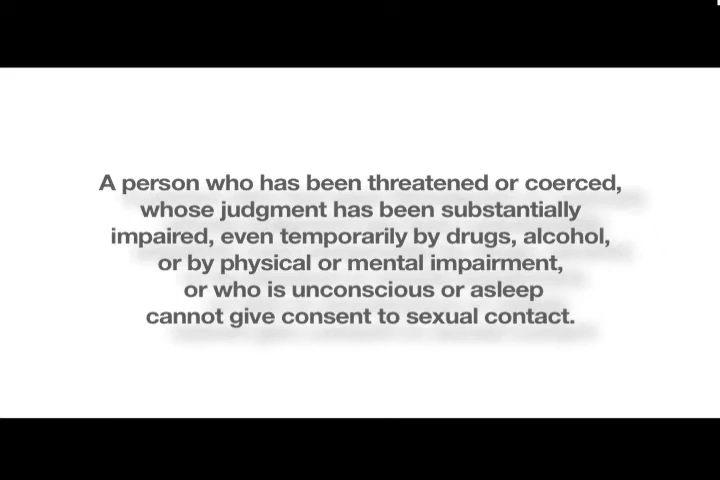 A person who has been threatened or coerced,
whose judgment has been substantially
impaired, even temporarily by drugs, alcohol,
or by physical or mental impairment,
or who is unconscious or asleep
cannot give consent to sexual contact.